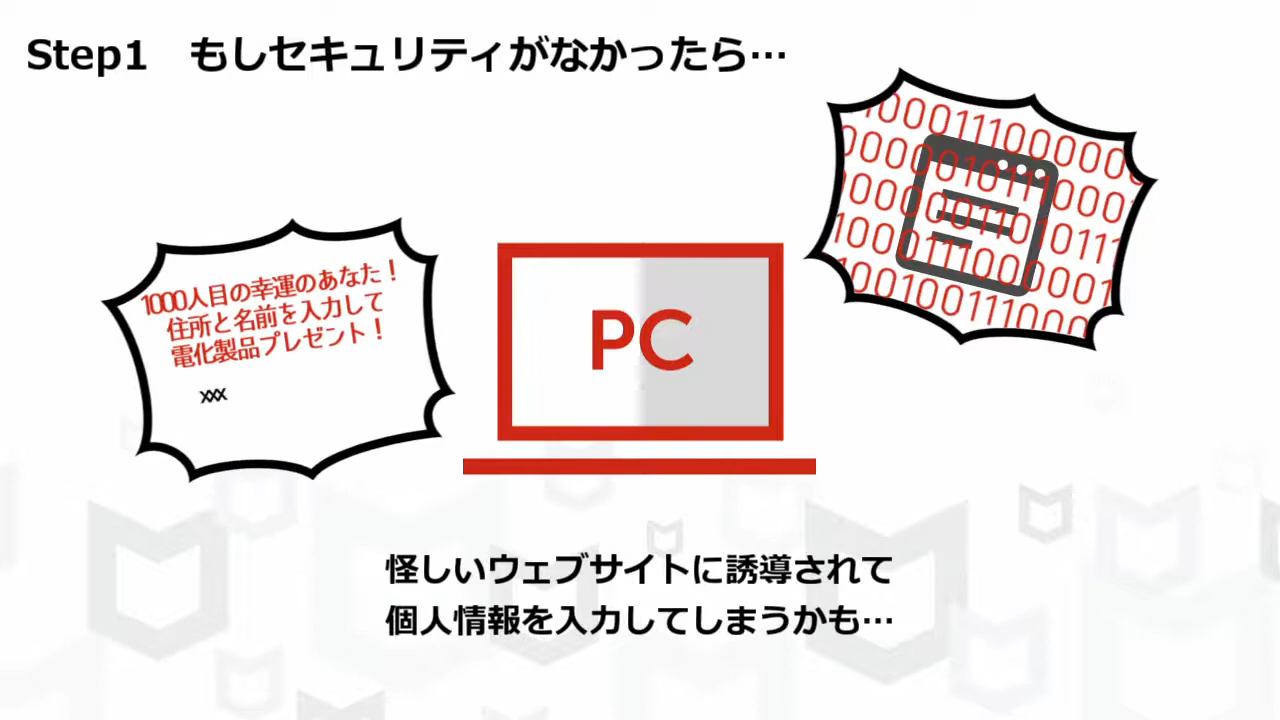 Step1 もしセキュリティがなかったら…
1000人目の幸運のあなた！
住所と名前を入力して
電化製品プレゼント！
XXX
PC
怪しいウェブサイトに誘導されて
個人情報を入力してしまうかも…